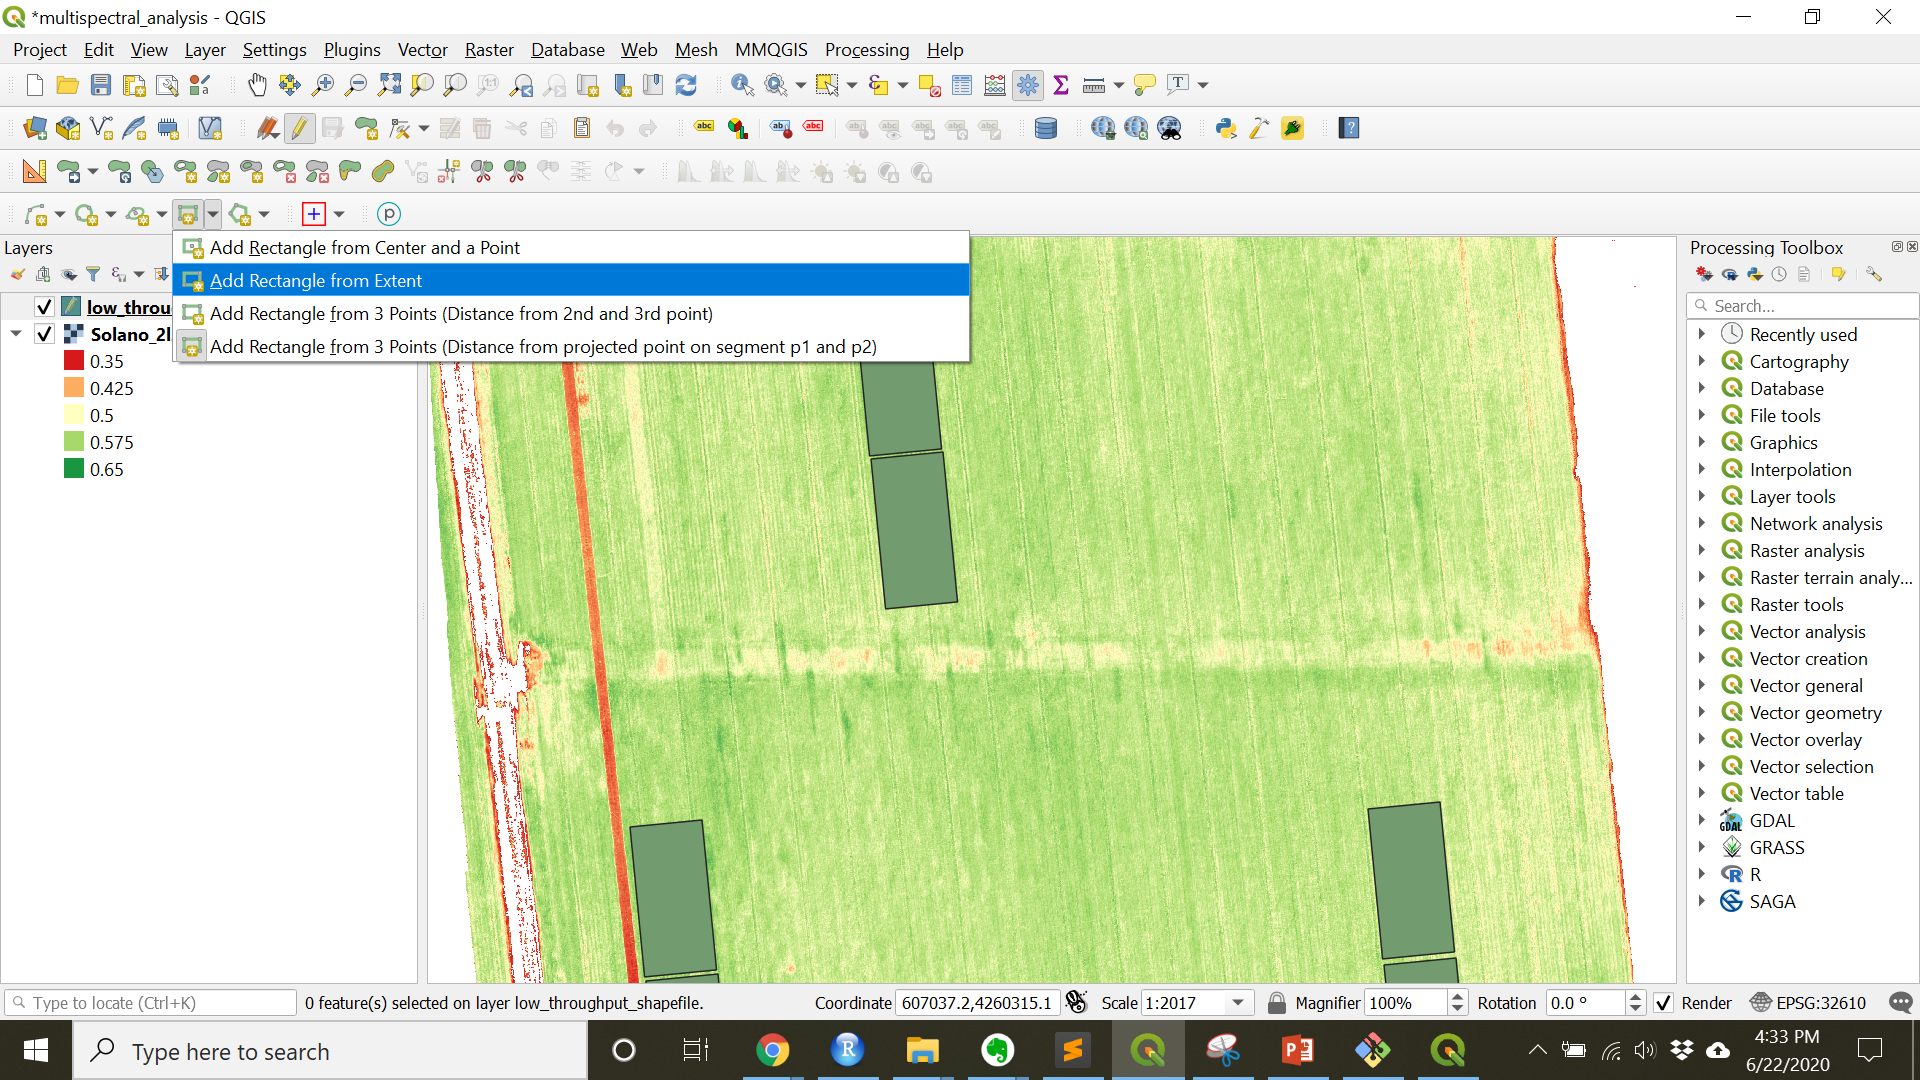 *multispectral_analysis - QGIS
Project Edit View Layer Settings Plugins Vector Raster Database Web Mesh MMQGIS Processing Help
Layers
Add Rectangle from Center and a Point
Add Rectangle from Extent
Add Rectangle from 3 Points (Distance from 2nd and 3rd point)
Add Rectangle from 3 Points (Distance from projected point on segment p1 and p2)
low_throu
Solano_2l
0.35
0.425
0.5
0.575
0.65
Processing Toolbox
Search...
Recently used
Cartography
Database
File tools
Graphics
Interpolation
Layer tools
Network analysis
Raster analysis
Raster terrain analy...
Raster tools
Vector analysis
Vector creation
Vector general
Vector geometry
Vector overlay
Vector selection
Vector table
GDAL
GRASS
R
SAGA
Type to locate (Ctrl+K) 0 feature(s) selected on layer low_throughput_shapefile. Coordinate 607037.2,4260315.1 Scale 1:2017 Magnifier 100% Rotation 0.0 ° Render EPSG:32610
Type here to search
4:33 PM
6/22/2020